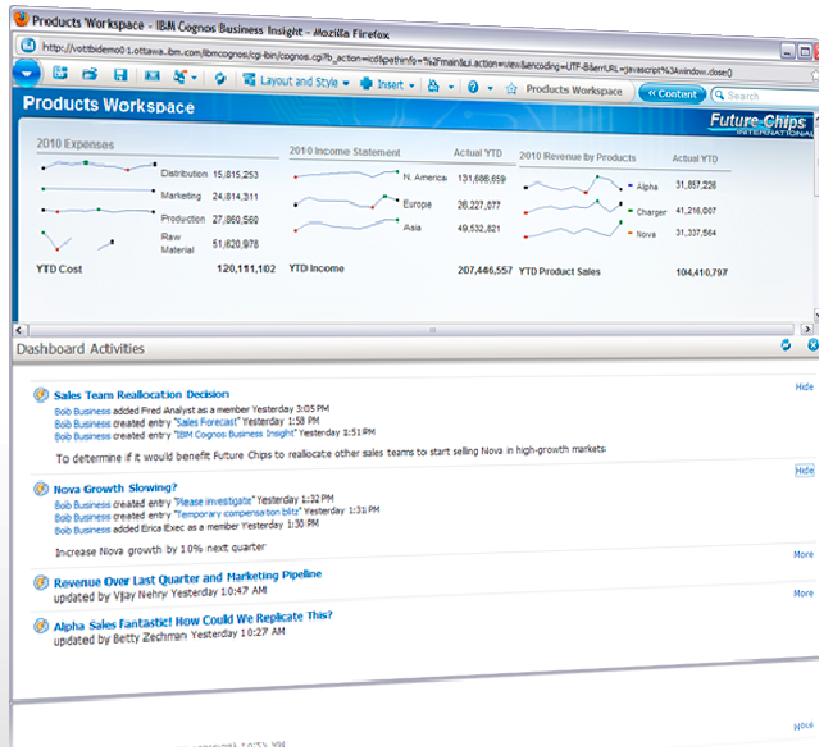 Products Workspace - IBM Cognos Business Insight - Mozilla Firefox
Layout and Style Insert Products Workspace Content Search
Products Workspace
Future Chips
INTERNATIONAL
2010 Expenses
Distribution 15,815,253
Marketing 24,814,311
Production 27,860,560
Raw
Material 51,620,978
YTD Cost 120,111,102
2010 Income Statement Actual YTD
N. America 131,686,659
Europe 26,227,077
Asia 49,532,821
YTD Income 207,446,557
2010 Revenue by Products Actual YTD
Alpha 31,857,226
Charger 41,216,007
Nova 31,337,564
YTD Product Sales 104,410,797
Dashboard Activities
Sales Team Reallocation Decision
Hide
Bob Business added Fred Analyst as a member Yesterday 3:05 PM
Bob Business created entry "Sales Forecast" Yesterday 1:58 PM
Bob Business created entry "IBM Cognos Business Insight" Yesterday 1:51 PM
To determine if it would benefit Future Chips to reallocate other sales teams to start selling Nova in high-growth markets
Nova Growth Slowing?
Hide
Bob Business created entry "Please investigate" Yesterday 1:32 PM
Bob Business created entry "Temporary compensation blitz" Yesterday 1:31 PM
Bob Business added Erica IExec as a member Yesterday 1:30 PM
Increase Nova growth by 10% next quarter
Revenue Over Last Quarter and Marketing Pipeline
More
updated by Vijay Nehry Yesterday 10:47 AM
Alpha Sales Fantastic! How Could We Replicate This?
More
updated by Betty Zechman Yesterday 10:27 AM